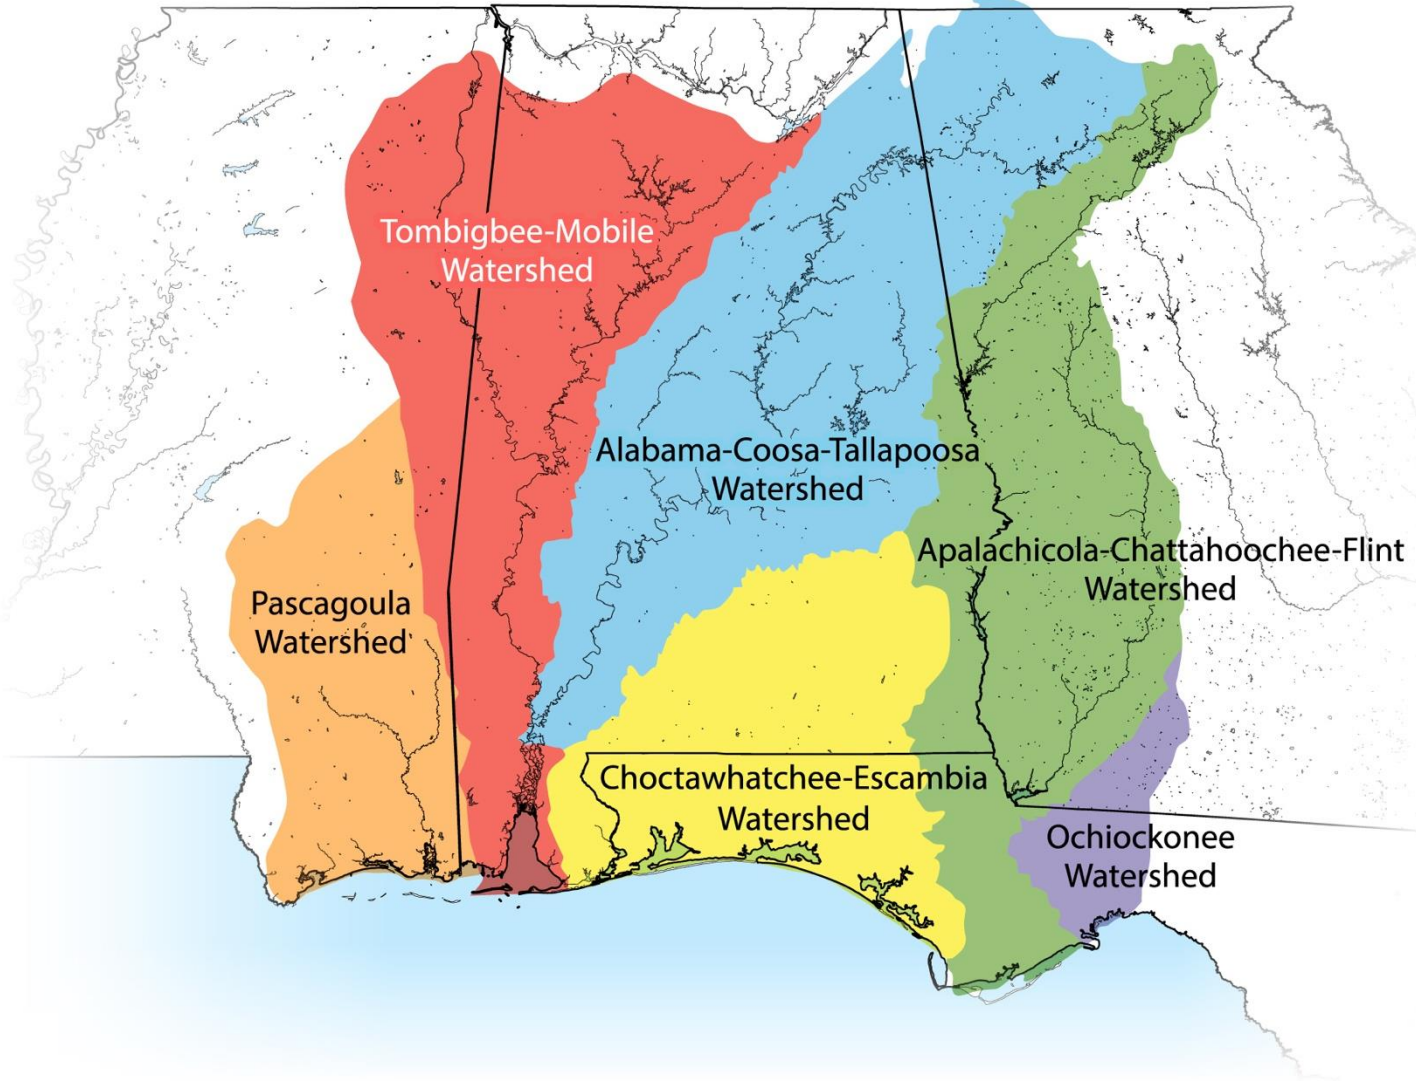 Tombigbee-Mobile
Watershed
Alabama-Coosa-Tallapoosa
Watershed
Apalachicola-Chattahoochee-Flint
Watershed
Pascagoula
Watershed
Choctawhatchee-Escambia
Watershed
Ochiockonee
Watershed